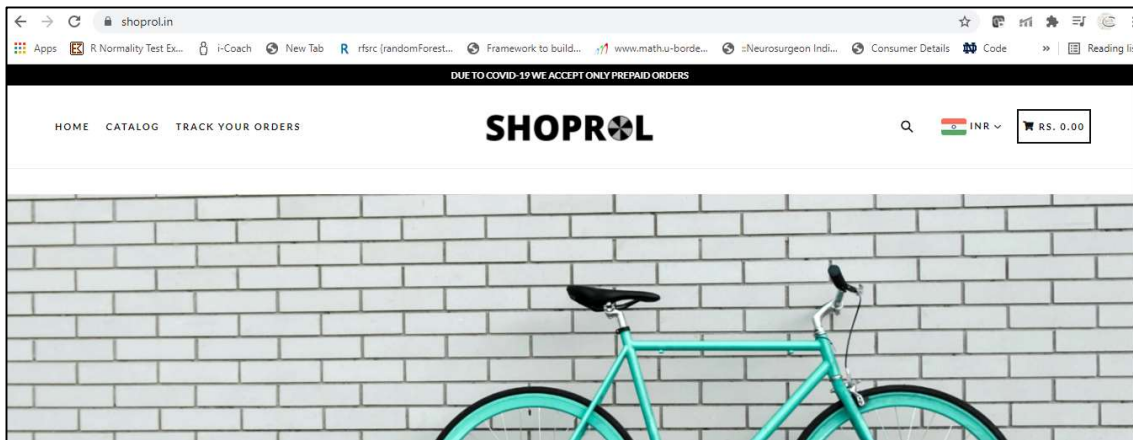 shoprol.in
Apps R Normality Test Ex... i-Coach New Tab R rfsrc (randomForest... Framework to build... www.math.u-borde... =Neurosurgeon Indi... Consumer Details Code » Reading lis
DUE TO COVID-19 WE ACCEPT ONLY PREPAID ORDERS
HOME CATALOG TRACK YOUR ORDERS SHOPROL INR RS. 0.00